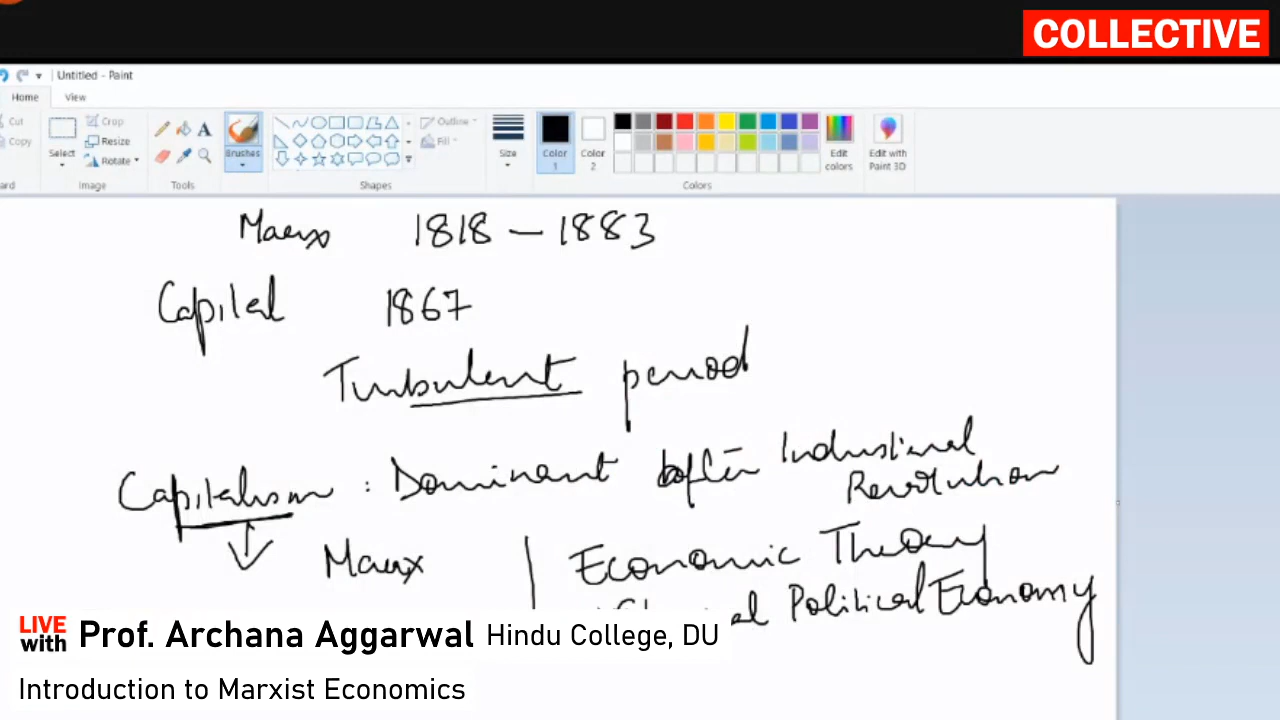 COLLECTIVE
Untitled - Paint
Home View
Cut Crop
Copy Resize
Select Rotate Brushes Outline Fill Size Color 1 Color 2 Edit colors Edit with Paint 3D
ard Image Tools Shapes Colors
Marx 1818 – 1883
Capital 1867
Turbulent period
Capitalism : Dominant after Industrial
Revolution
Marx | Economic Theory
Political Economy
LIVE with Prof. Archana Aggarwal Hindu College, DU
Introduction to Marxist Economics